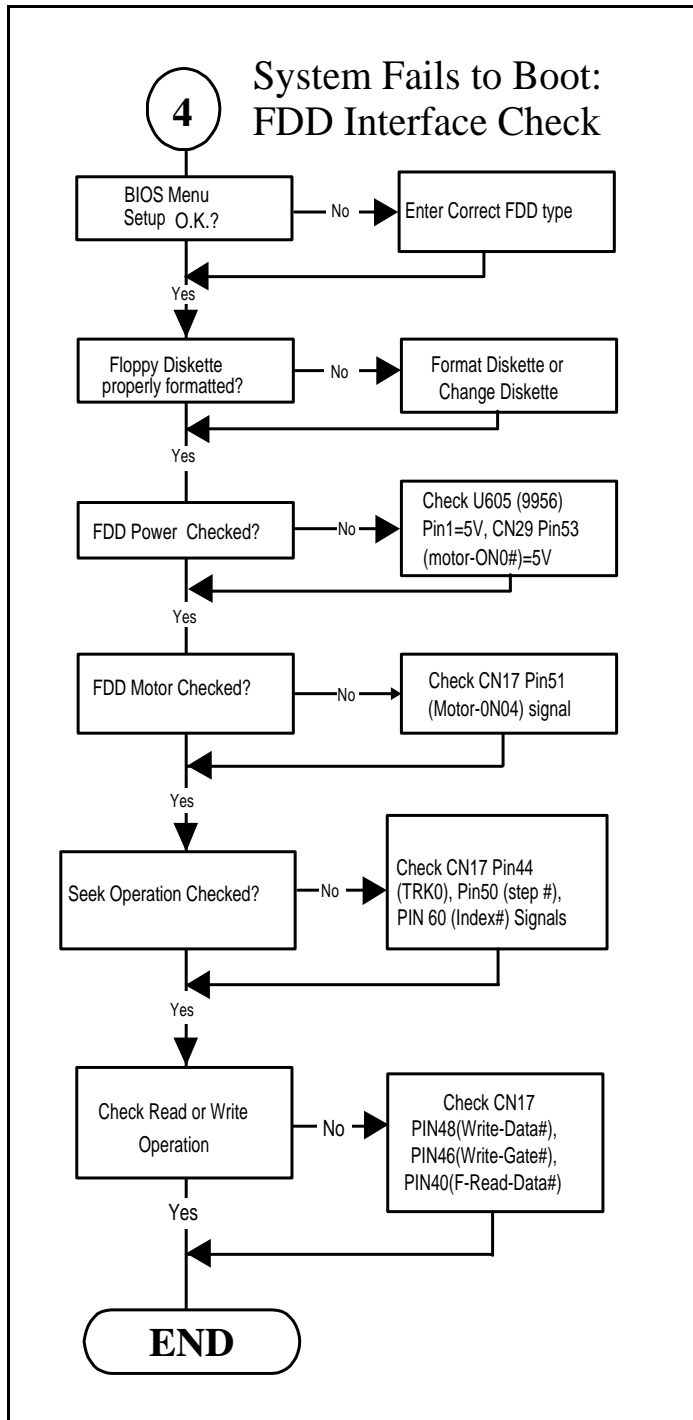 4
System Fails to Boot:
FDD Interface Check
BIOS Menu
Setup O.K.?
No
Enter Correct FDD type
Yes
Floppy Diskette
properly formatted?
No
Format Diskette or
Change Diskette
Yes
FDD Power Checked?
No
Check U605 (9956)
Pin1=5V, CN29 Pin53
(motor-ON0#)=5V
Yes
FDD Motor Checked?
No
Check CN17 Pin51
(Motor-0N04) signal
Yes
Seek Operation Checked?
No
Check CN17 Pin44
(TRK0), Pin50 (step #),
PIN 60 (Index#) Signals
Yes
Check Read or Write
Operation
No
Check CN17
PIN48(Write-Data#),
PIN46(Write-Gate#),
PIN40(F-Read-Data#)
Yes
END